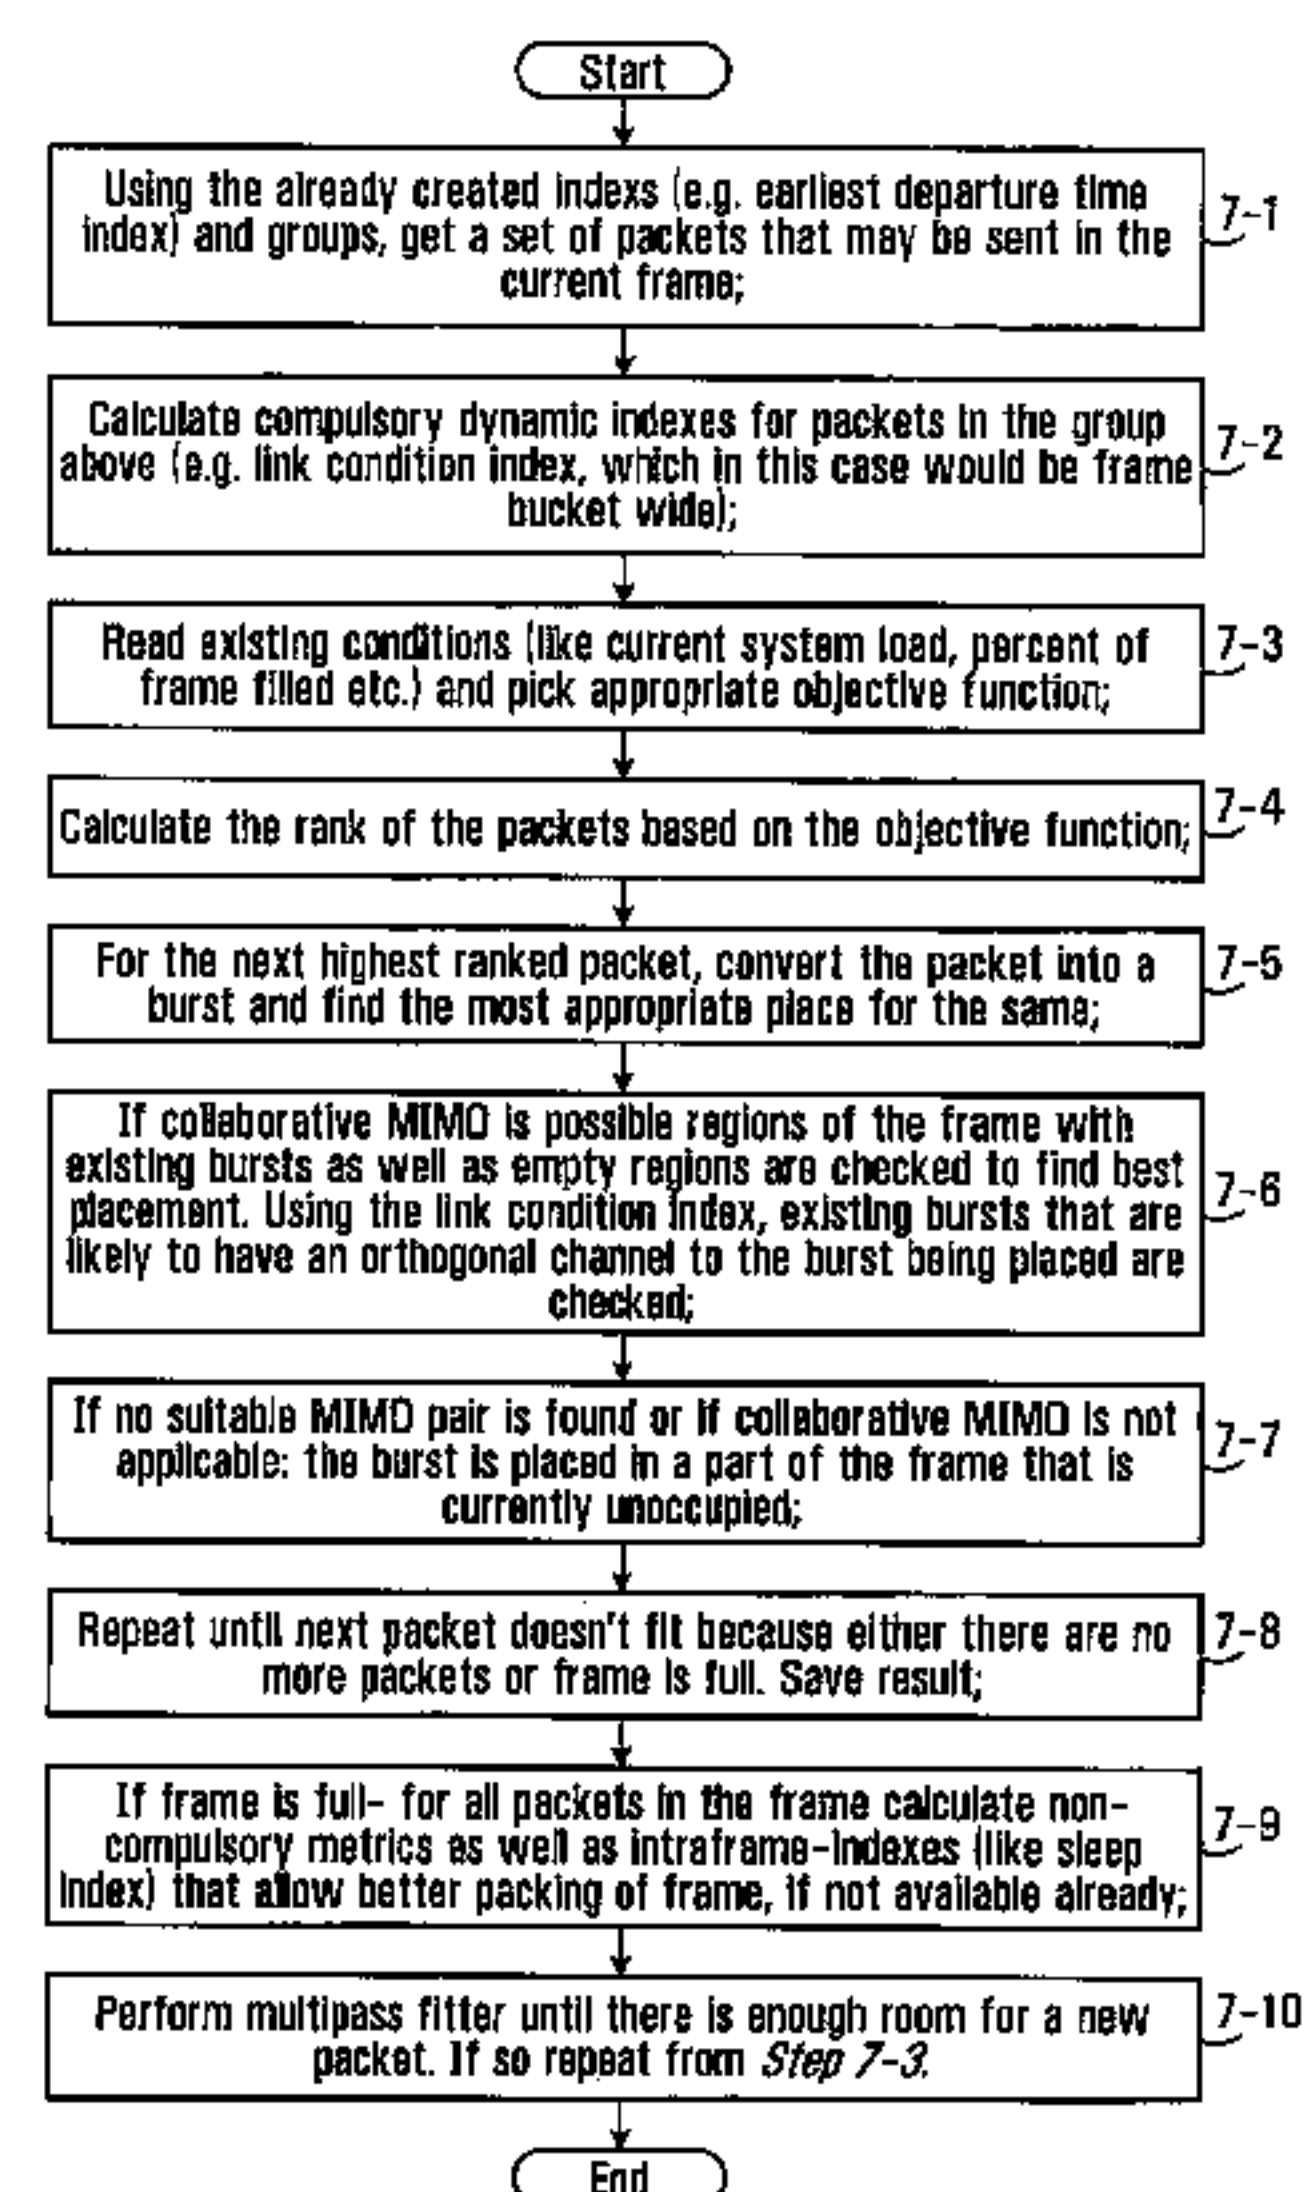 Start
Using the already created indexs (e.g. earliest departure time
index) and groups, get a set of packets that may be sent in the
current frame;
7-1
Calculate compulsory dynamic indexes for packets in the group
above (e.g. link condition index, which in this case would be frame
bucket wide);
7-2
Read existing conditions (like current system load, percent of
frame filled etc.) and pick appropriate objective function;
7-3
Calculate the rank of the packets based on the objective function;
7-4
For the next highest ranked packet, convert the packet into a
burst and find the most appropriate place for the same;
7-5
If collaborative MIMO is possible regions of the frame with
existing bursts as well as empty regions are checked to find best
placement. Using the link condition index, existing bursts that are
likely to have an orthogonal channel to the burst being placed are
checked;
7-6
If no suitable MIMO pair is found or if collaborative MIMO is not
applicable: the burst is placed in a part of the frame that is
currently unoccupied;
7-7
Repeat until next packet doesn't fit because either there are no
more packets or frame is full. Save result;
7-8
If frame is full- for all packets in the frame calculate non-
compulsory metrics as well as intraframe-indexes (like sleep
index) that allow better packing of frame, if not available already;
7-9
Perform multipass fitter until there is enough room for a new
packet. If so repeat from Step 7-3.
7-10
End